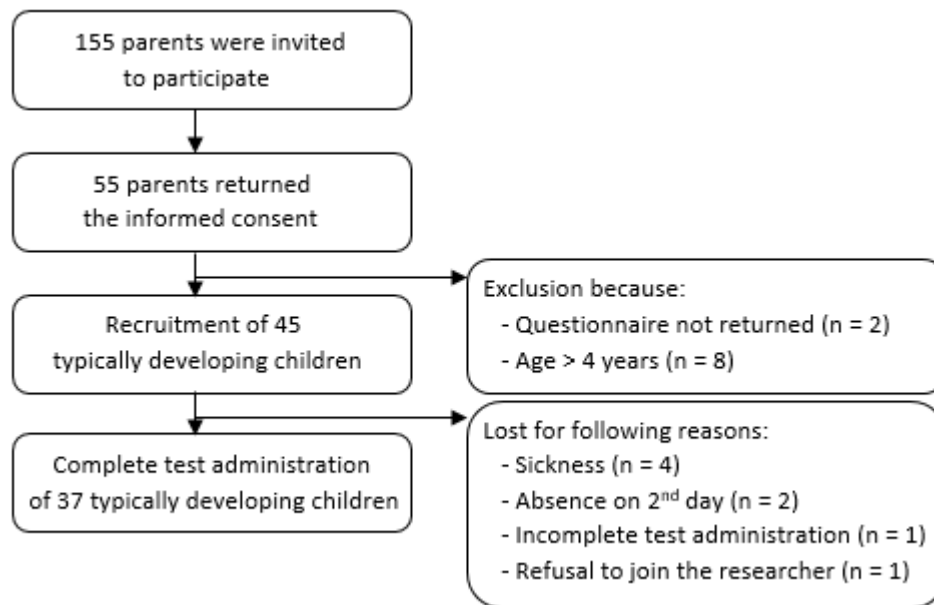 155 parents were invited
to participate
55 parents returned
the informed consent
Exclusion because:
- Questionnaire not returned (n = 2)
- Age > 4 years (n = 8)
Recruitment of 45
typically developing children
Lost for following reasons:
- Sickness (n = 4)
- Absence on 2nd day (n = 2)
- Incomplete test administration (n = 1)
- Refusal to join the researcher (n = 1)
Complete test administration
of 37 typically developing children